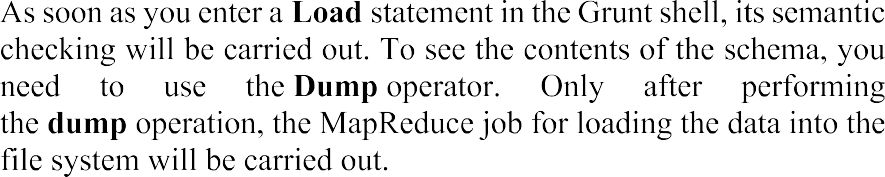 As soon as you enter a Load statement in the Grunt shell, its semantic
checking will be carried out. To see the contents of the schema, you
need to use the Dump operator. Only after performing
the dump operation, the MapReduce job for loading the data into the
file system will be carried out.